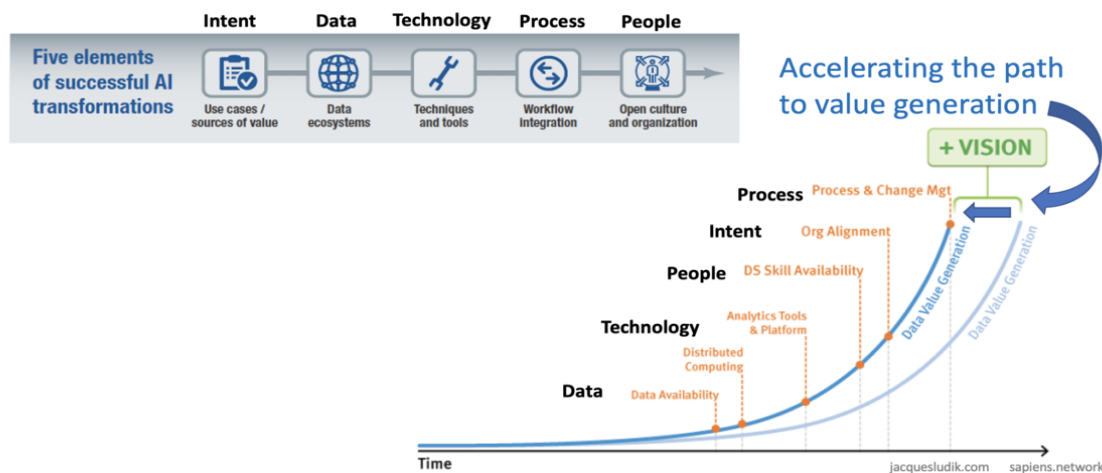 Intent
Data
Technology
Process
People
Five elements
of successful AI
transformations
Use cases /
sources of value
Data
ecosystems
Techniques
and tools
Workflow
integration
Open culture
and organization
Accelerating the path
to value generation
+ VISION
Process
Process & Change Mgt
Intent
Org Alignment
People
DS Skill Availability
Technology
Analytics Tools
& Platform
Distributed
Computing
Data
Data Availability
Data Value Generation
Data Value Generation
Time
jacquesludik.com
sapiens.network